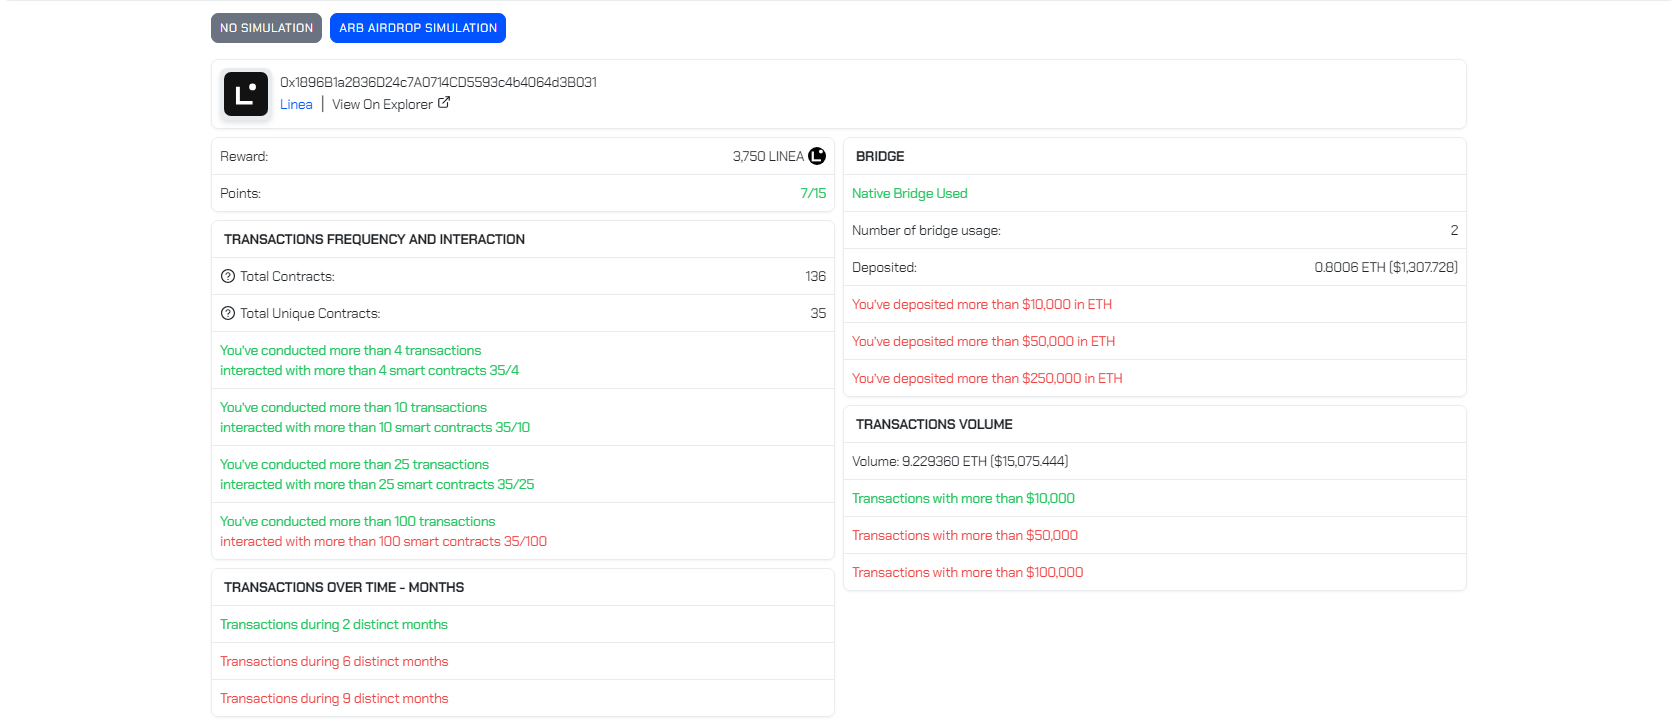 NO SIMULATION
ARB AIRDROP SIMULATION
0x1896B1a2836D24c7A0714CD5593c4b4064d3B031
Linea | View On Explorer
Reward: 3,750 LINEA
Points: 7/15
TRANSACTIONS FREQUENCY AND INTERACTION
Total Contracts: 136
Total Unique Contracts: 35
You've conducted more than 4 transactions
interacted with more than 4 smart contracts 35/4
You've conducted more than 10 transactions
interacted with more than 10 smart contracts 35/10
You've conducted more than 25 transactions
interacted with more than 25 smart contracts 35/25
You've conducted more than 100 transactions
interacted with more than 100 smart contracts 35/100
TRANSACTIONS OVER TIME - MONTHS
Transactions during 2 distinct months
Transactions during 6 distinct months
Transactions during 9 distinct months
BRIDGE
Native Bridge Used
Number of bridge usage: 2
Deposited: 0.8006 ETH ($1,307.728)
You've deposited more than $10,000 in ETH
You've deposited more than $50,000 in ETH
You've deposited more than $250,000 in ETH
TRANSACTIONS VOLUME
Volume: 9.229360 ETH ($15,075.444)
Transactions with more than $10,000
Transactions with more than $50,000
Transactions with more than $100,000